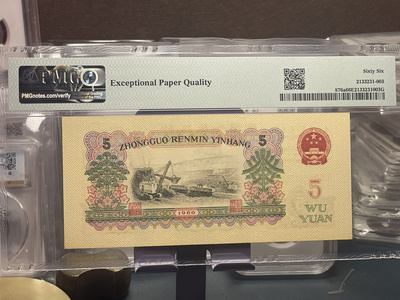 PMG
Exceptional Paper Quality
PMGnotes.com/verify
Sixty Six
2133231-003
5
ZHONGGUO RENMIN YINHANG
5
1960
5
WU
YUAN